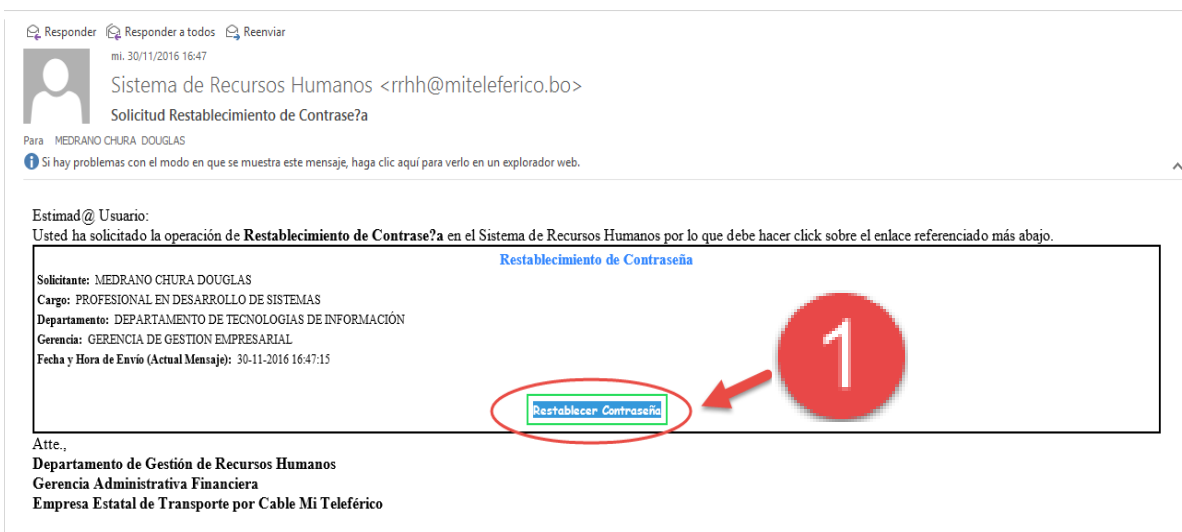 Responder Responder a todos Reenviar
mi. 30/11/2016 16:47
Sistema de Recursos Humanos <rrhh@miteleferico.bo>
Solicitud Restablecimiento de Contrase?a
Para MEDRANO CHURA DOUGLAS
Si hay problemas con el modo en que se muestra este mensaje, haga clic aquí para verlo en un explorador web.
Estimad@ Usuario:
Usted ha solicitado la operación de Restablecimiento de Contrase?a en el Sistema de Recursos Humanos por lo que debe hacer click sobre el enlace referenciado más abajo.
Restablecimiento de Contraseña
Solicitante: MEDRANO CHURA DOUGLAS
Cargo: PROFESIONAL EN DESARROLLO DE SISTEMAS
Departamento: DEPARTAMENTO DE TECNOLOGIAS DE INFORMACIÓN
Gerencia: GERENCIA DE GESTION EMPRESARIAL
Fecha y Hora de Envío (Actual Mensaje): 30-11-2016 16:47:15
1
Restablecer Contraseña
Atte.,
Departamento de Gestión de Recursos Humanos
Gerencia Administrativa Financiera
Empresa Estatal de Transporte por Cable Mi Teleférico